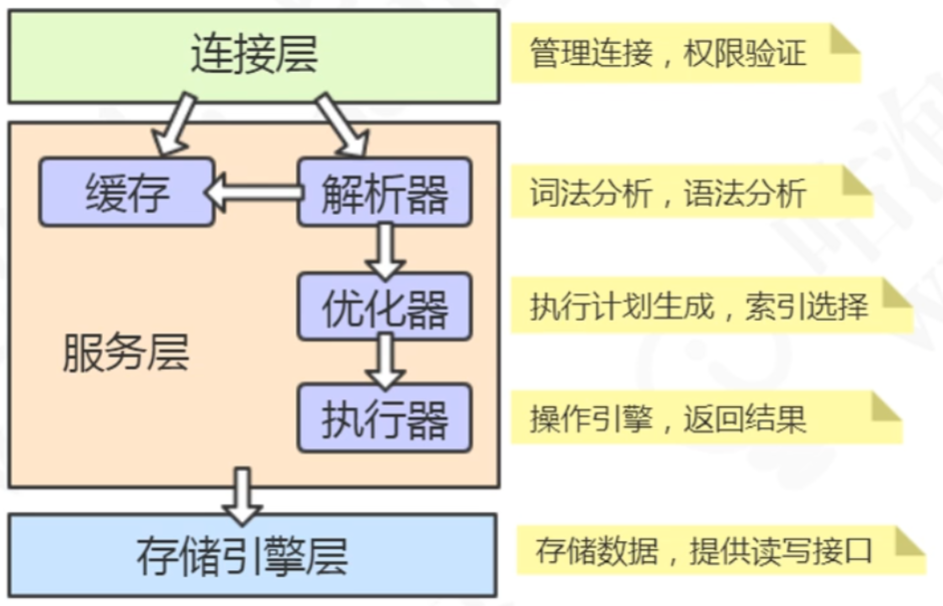 连接层
管理连接，权限验证
缓存
解析器
词法分析，语法分析
优化器
执行计划生成，索引选择
服务层
执行器
操作引擎，返回结果
存储引擎层
存储数据，提供读写接口